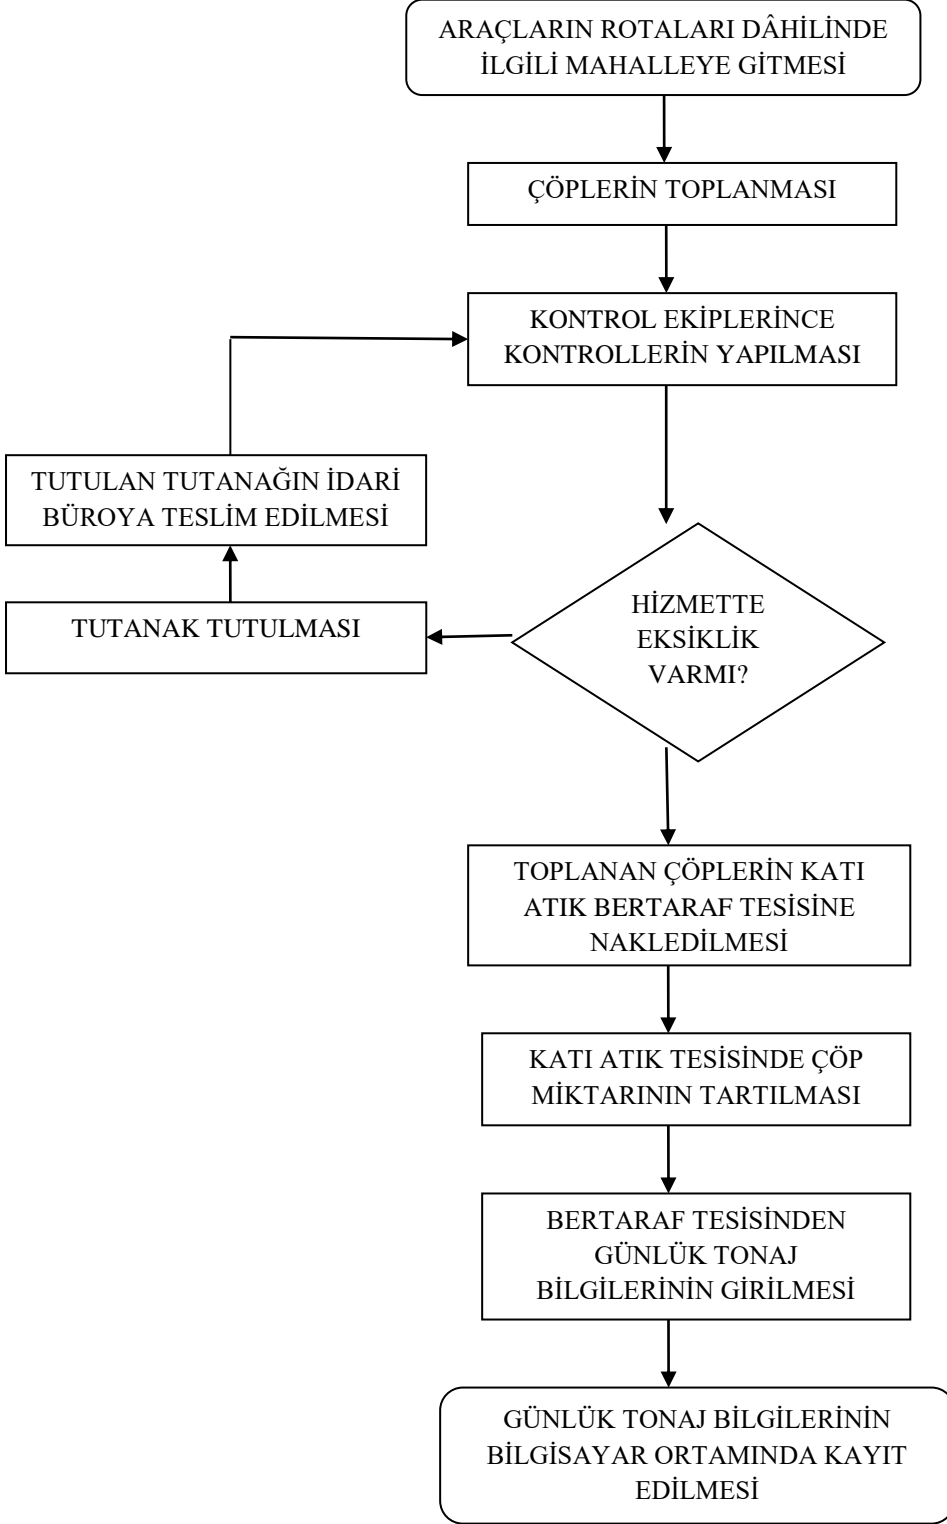 ARAÇLARIN ROTALARI DÂHİLİNDE
İLGİLİ MAHALLEYE GİTMESİ
ÇÖPLERİN TOPLANMASI
KONTROL EKİPLERİNCE
KONTROLLERİN YAPILMASI
TUTULAN TUTANAĞIN İDARİ
BÜROYA TESLİM EDİLMESİ
TUTANAK TUTULMASI
HİZMETTE
EKSİKLİK
VARMI?
TOPLANAN ÇÖPLERİN KATI
ATIK BERTARAF TESİSİNE
NAKLEDİLMESİ
KATI ATIK TESİSİNDE ÇÖP
MİKTARININ TARTILMASI
BERTARAF TESİSİNDEN
GÜNLÜK TONAJ
BİLGİLERİNİN GİRİLMESİ
GÜNLÜK TONAJ BİLGİLERİNİN
BİLGİSAYAR ORTAMINDA KAYIT
EDİLMESİ